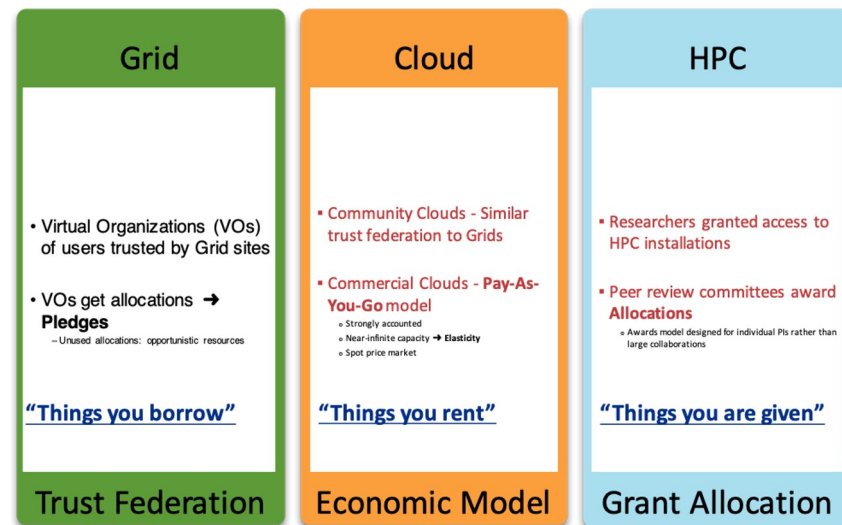 Grid
• Virtual Organizations (VOs)
of users trusted by Grid sites
• VOs get allocations ➔
Pledges
– Unused allocations: opportunistic resources
“Things you borrow”
Trust Federation
Cloud
▪ Community Clouds - Similar
trust federation to Grids
▪ Commercial Clouds - Pay-As-
You-Go model
o Strongly accounted
o Near-infinite capacity ➔ Elasticity
o Spot price market
“Things you rent”
Economic Model
HPC
▪ Researchers granted access to
HPC installations
▪ Peer review committees award
Allocations
o Awards model designed for individual PIs rather than
large collaborations
“Things you are given”
Grant Allocation